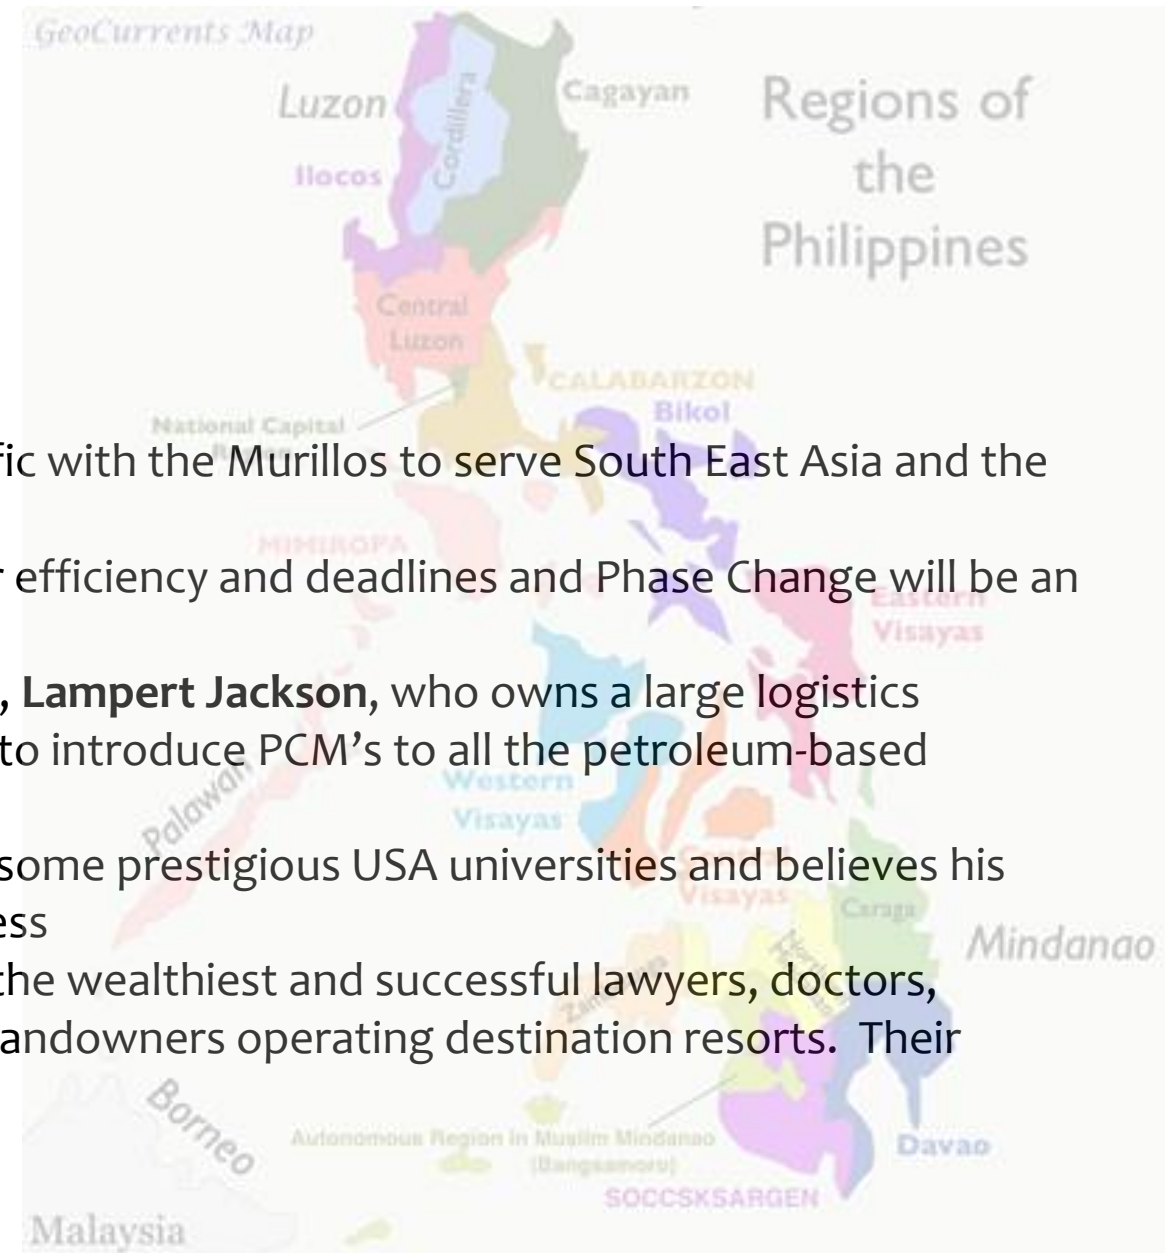 GeoCurrents Map
Luzon
Cordillera
Cagayan
Regions of
the
Philippines
Ilocos
Central
Luzon
CALABARZON
Bikol
National Capital
fic with the Murillos to serve South East Asia and the
MIMIROPA
r efficiency and deadlines and Phase Change will be an
Eastern
Visayas
, Lampert Jackson, who owns a large logistics
to introduce PCM's to all the petroleum-based
Western
Visayas
Palawan
some prestigious USA universities and believes his
Central
Visayas
ess
Caraga
Mindanao
the wealthiest and successful lawyers, doctors,
andowners operating destination resorts.  Their
Borneo
Autonomous Region in Muslim Mindanao
(Bangsamoro)
Davao
SOCCSKSARGEN
Malaysia